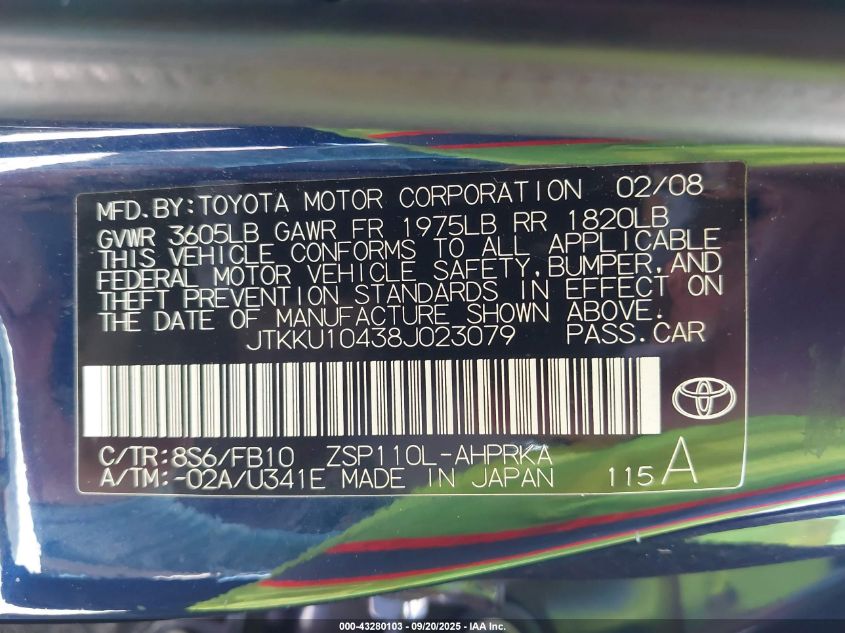 MFD. BY: TOYOTA MOTOR CORPORATION 02/08
GVWR 3605LB GAWR FR 1975LB RR 1820LB
THIS VEHICLE CONFORMS TO ALL APPLICABLE
FEDERAL MOTOR VEHICLE SAFETY, BUMPER, AND
THEFT PREVENTION STANDARDS IN EFFECT ON
THE DATE OF MANUFACTURE SHOWN ABOVE.
JTKKU10438J023079 PASS. CAR
C/TR: 8S6/FB10 ZSP110L-AHPRKA
A/TM: -02A/U341E MADE IN JAPAN 115 A
000-43280103 - 09/20/2025 - IAA Inc.